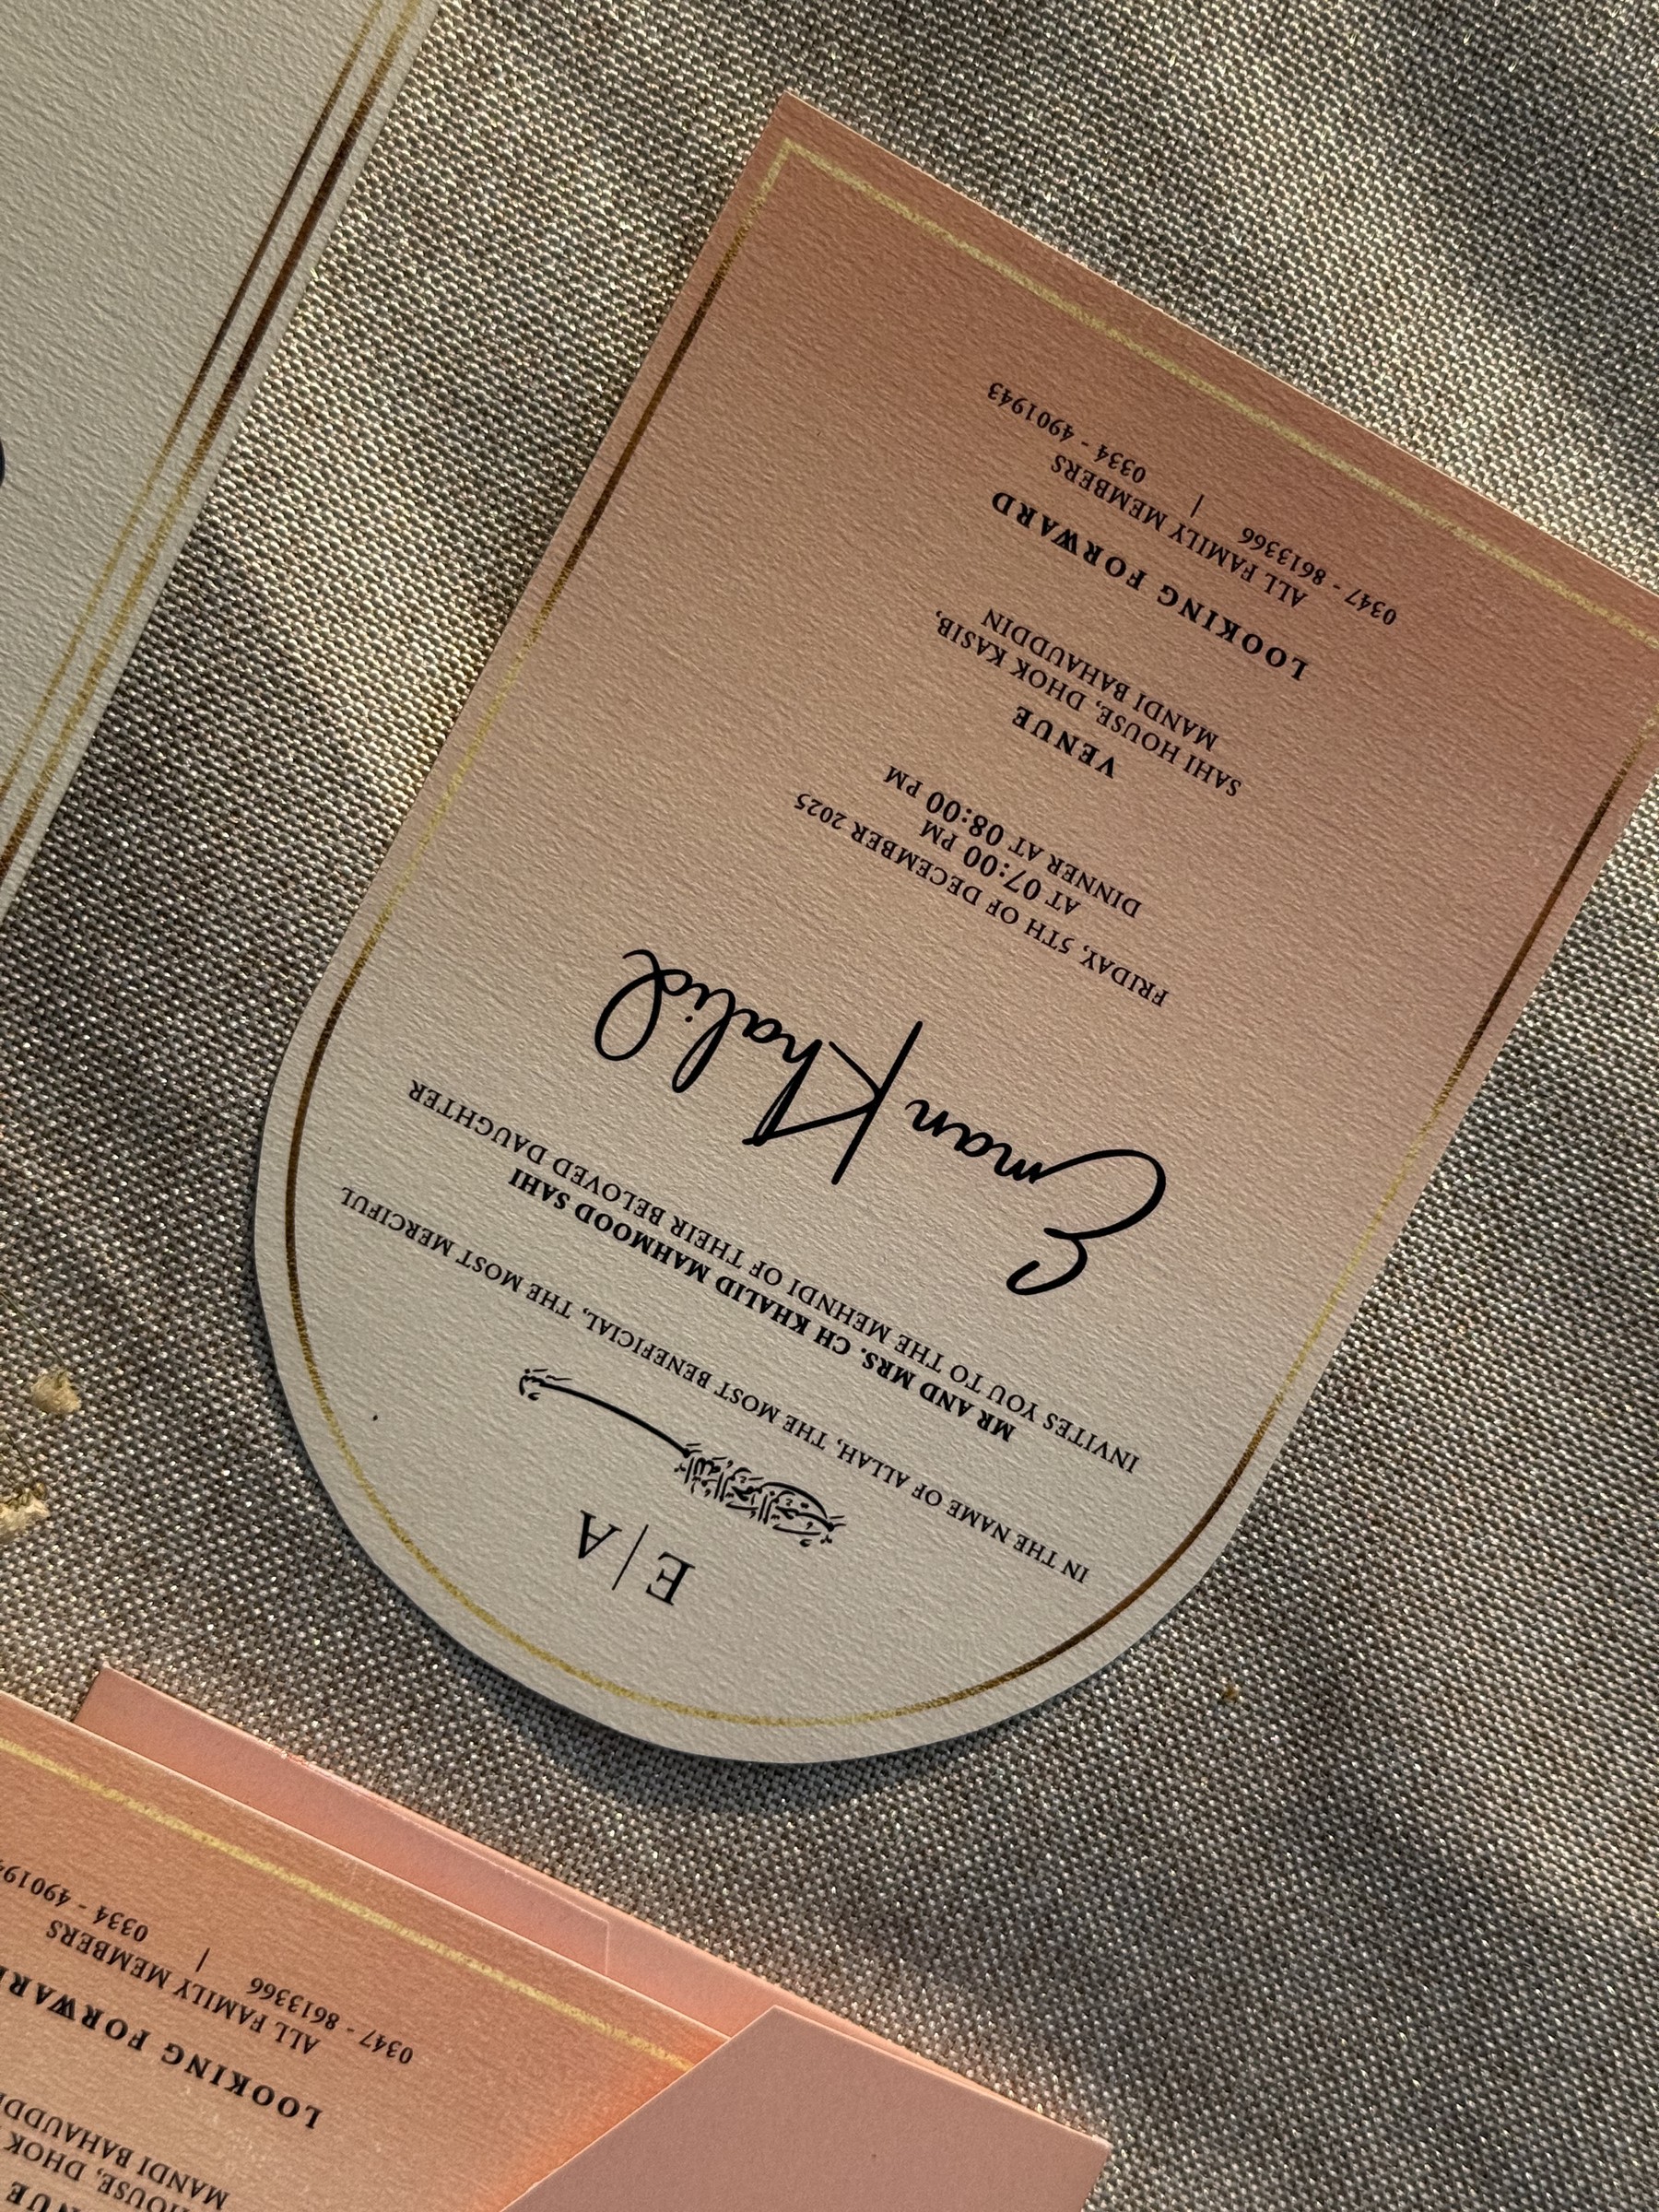 E|A
IN THE NAME OF ALLAH, THE MOST BENEFICIAL, THE MOST MERCIFUL
MR AND MRS. CH KHALID MAHMOOD SAHI
INVITES YOU TO THE MEHNDI OF THEIR BELOVED DAUGHTER
Eman Khalid
FRIDAY, 5TH OF DECEMBER 2025
AT 07:00 PM
DINNER AT 08:00 PM
VENUE
SAHI HOUSE, DHOK KASIB,
MANDI BAHAUDDIN
LOOKING FORWARD
ALL FAMILY MEMBERS
0347 - 8613366 | 0334 - 4901943
HOUSE, DHOK
MANDI BAHAUDD
LOOKING FORWAR
ALL FAMILY MEMBERS
0347 - 8613366 | 0334 - 49019